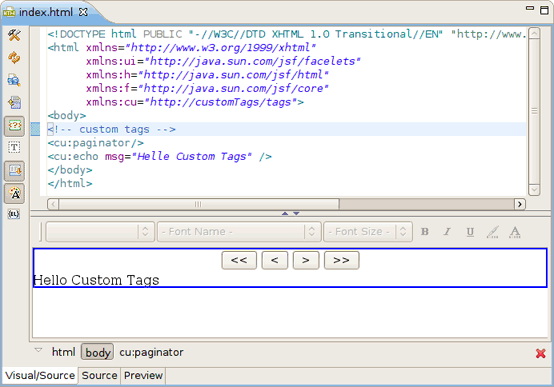 index.html
<!DOCTYPE html PUBLIC "-//W3C//DTD XHTML 1.0 Transitional//EN" "http://www.
<html xmlns="http://www.w3.org/1999/xhtml"
xmlns:ui="http://java.sun.com/jsf/facelets"
xmlns:h="http://java.sun.com/jsf/html"
xmlns:f="http://java.sun.com/jsf/core"
xmlns:cu="http://customTags/tags">
<body>
<!-- custom tags -->
<cu:paginator/>
<cu:echo msg="Helle Custom Tags" />
</body>
</html>
- Font Name - - Font Size - B I U A
<< < > >>
Hello Custom Tags
html body cu:paginator
Visual/Source Source Preview